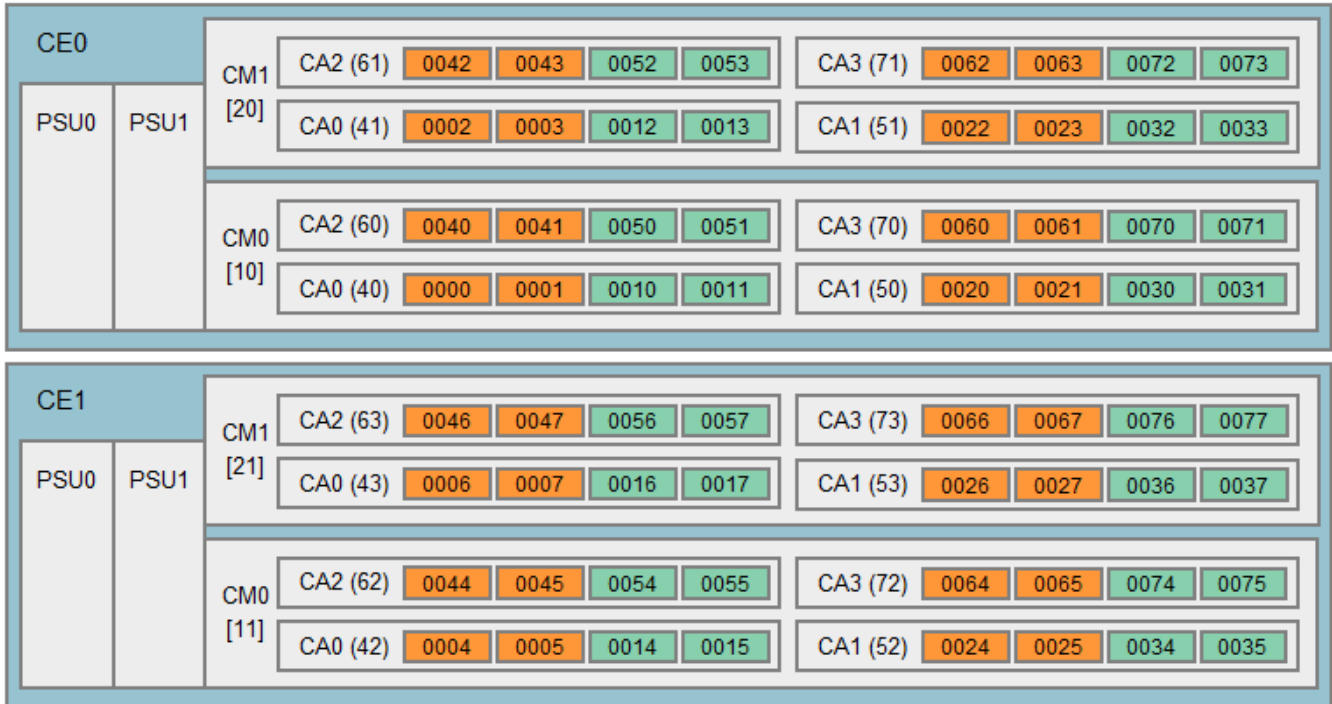 CE0
PSU0 PSU1
CM1
[20]
CA2 (61) 0042 0043 0052 0053
CA3 (71) 0062 0063 0072 0073
CA0 (41) 0002 0003 0012 0013
CA1 (51) 0022 0023 0032 0033
CM0
[10]
CA2 (60) 0040 0041 0050 0051
CA3 (70) 0060 0061 0070 0071
CA0 (40) 0000 0001 0010 0011
CA1 (50) 0020 0021 0030 0031
CE1
PSU0 PSU1
CM1
[21]
CA2 (63) 0046 0047 0056 0057
CA3 (73) 0066 0067 0076 0077
CA0 (43) 0006 0007 0016 0017
CA1 (53) 0026 0027 0036 0037
CM0
[11]
CA2 (62) 0044 0045 0054 0055
CA3 (72) 0064 0065 0074 0075
CA0 (42) 0004 0005 0014 0015
CA1 (52) 0024 0025 0034 0035